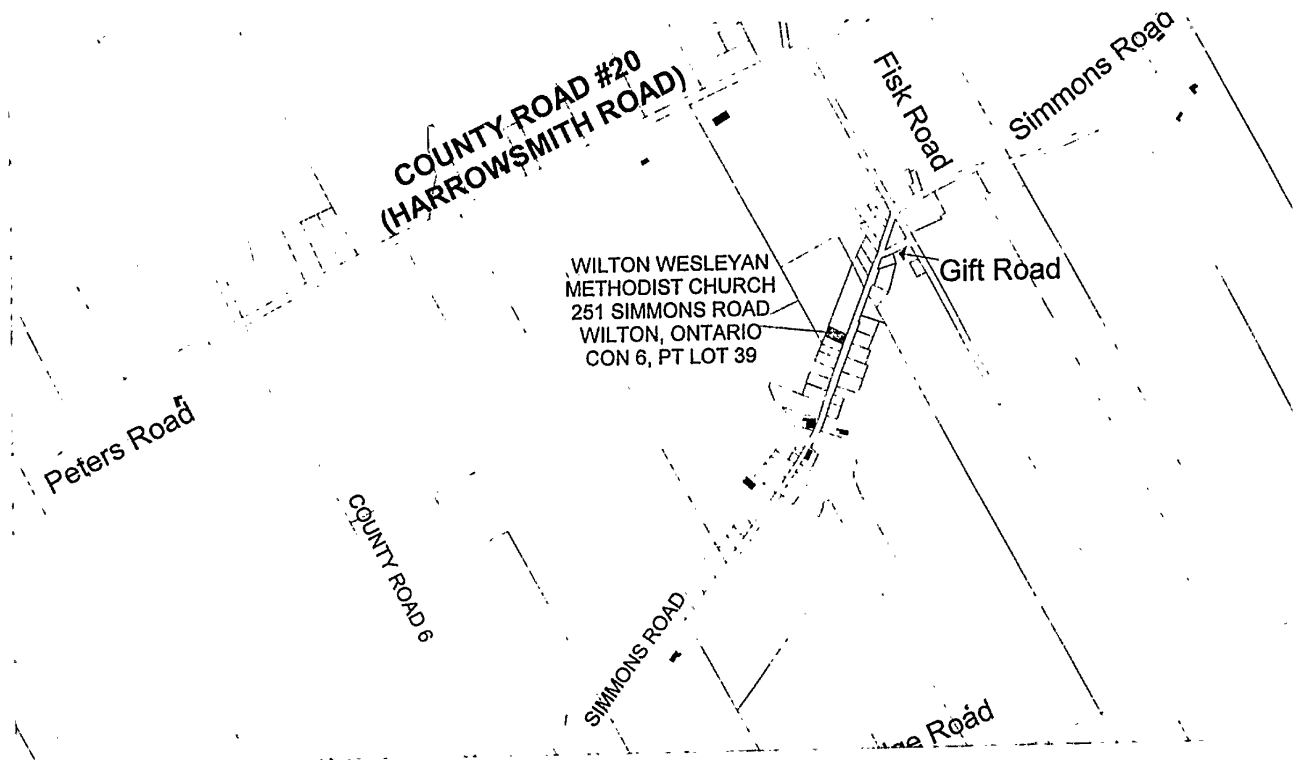 COUNTY ROAD #20
(HARROWSMITH ROAD)
Fisk Road
Simmons Road
WILTON WESLEYAN
METHODIST CHURCH
251 SIMMONS ROAD
WILTON, ONTARIO
CON 6, PT LOT 39
Gift Road
Peters Road
COUNTY ROAD 6
SIMMONS ROAD
Road